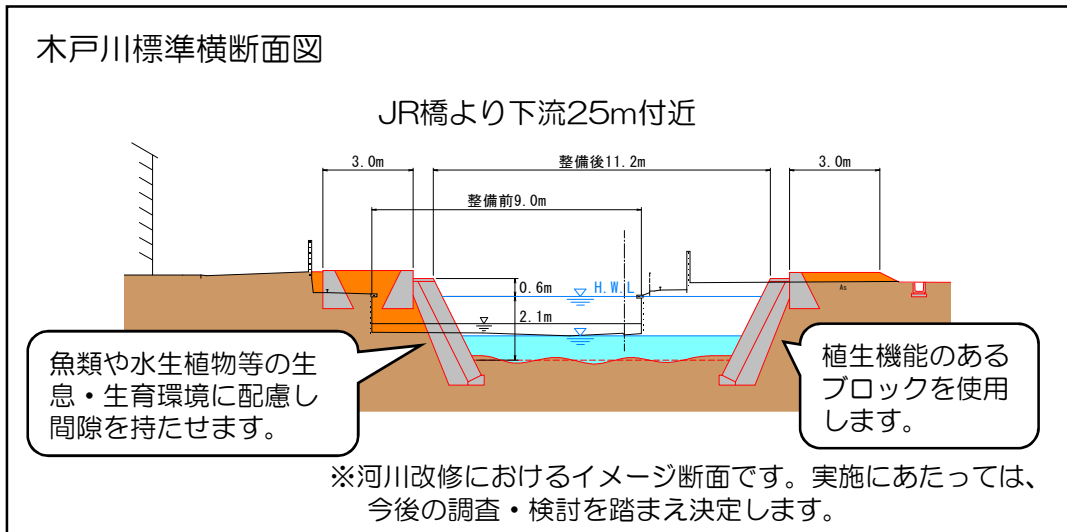 木戸川標準横断面図
JR橋より下流25m付近
3.0m
整備後11.2m
3.0m
整備前9.0m
0.6m
H.W.L
2.1m
As
魚類や水生植物等の生
息・生育環境に配慮し
間隙を持たせます。
植生機能のある
ブロックを使用
します。
※河川改修におけるイメージ断面です。実施にあたっては、
今後の調査・検討を踏まえ決定します。